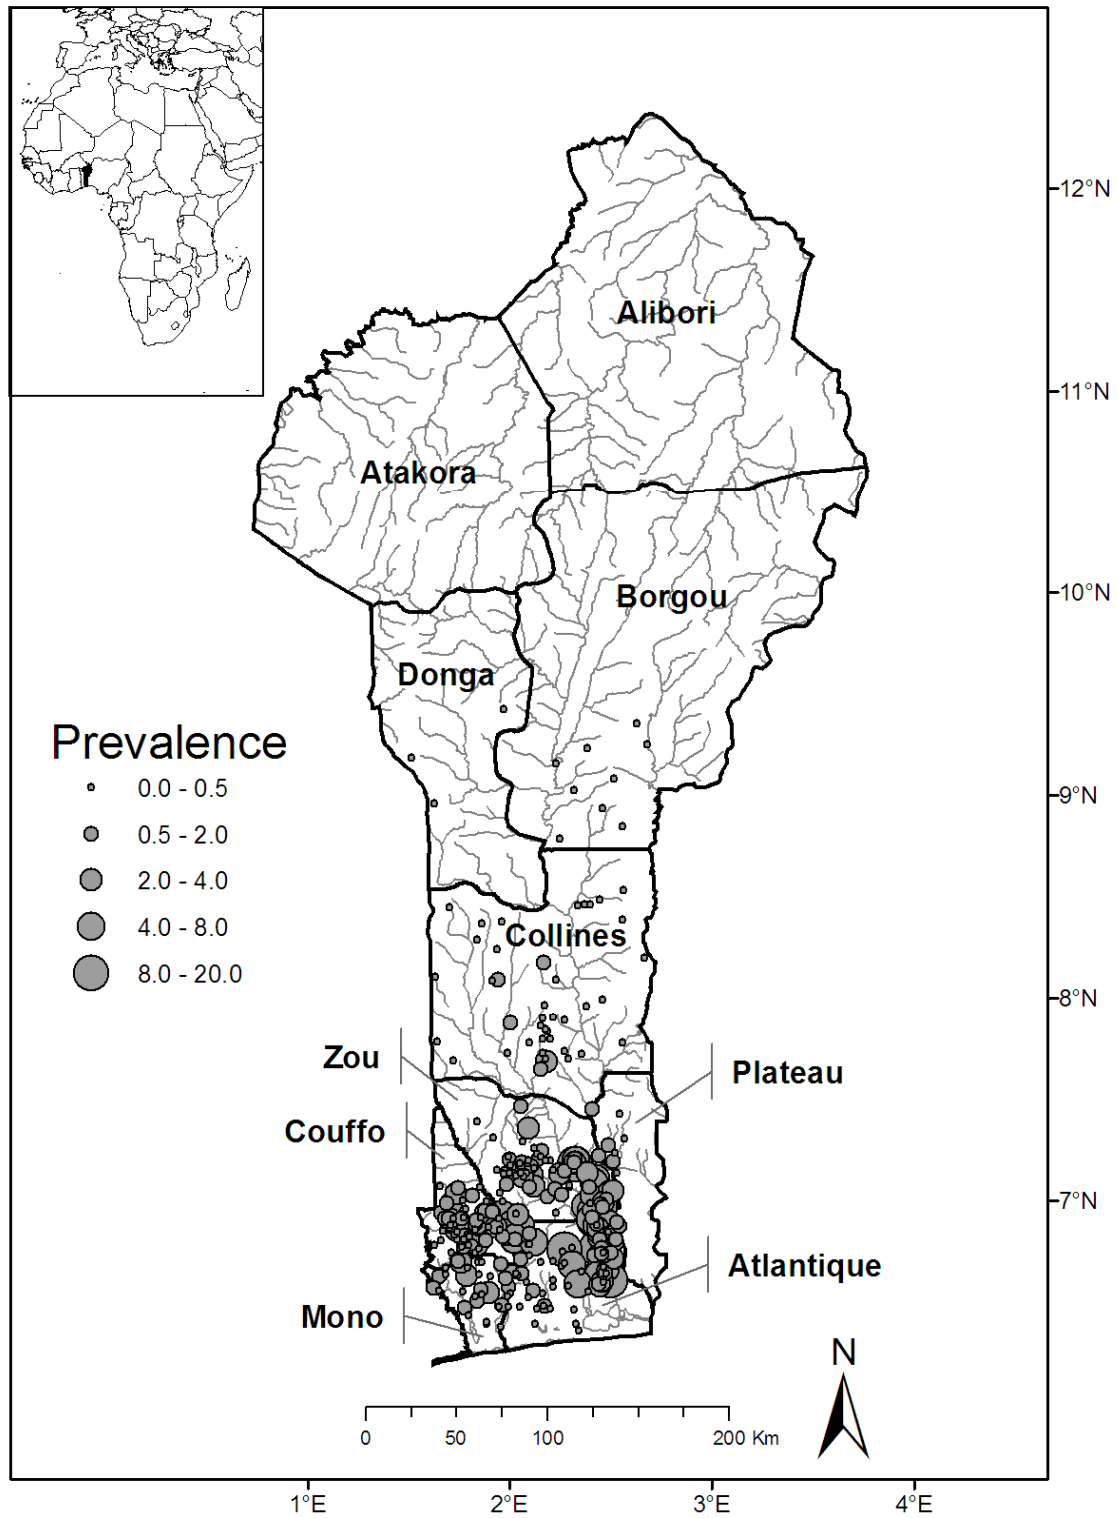 12°N
Alibori
11°N
Atakora
10°N
Borgou
Donga
Prevalence
0.0 - 0.5
9°N
0.5 - 2.0
2.0 - 4.0
4.0 - 8.0
Collines
8.0 - 20.0
8°N
Zou
Plateau
Couffo
7°N
Atlantique
Mono
N
0 50 100 200 Km
1°E 2°E 3°E 4°E